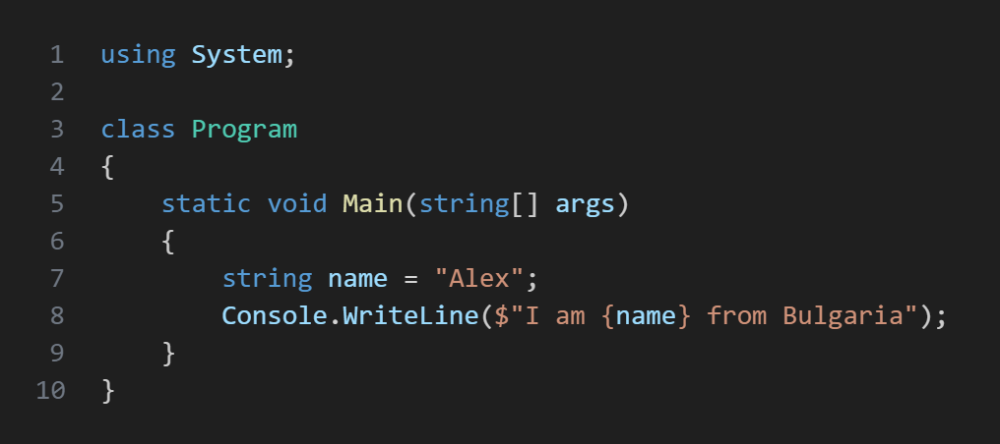 1 using System;
2
3 class Program
4 {
5     static void Main(string[] args)
6     {
7         string name = "Alex";
8         Console.WriteLine($"I am {name} from Bulgaria");
9     }
10 }